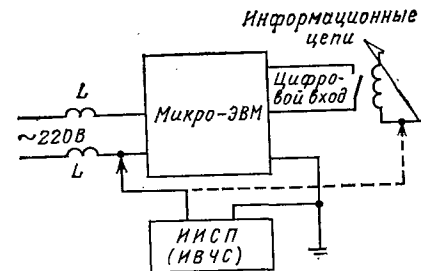 Информационные
цепи
L
Цифро-
вой вход
Микро-ЭВМ
~220В
L
ИИСП
(ИВЧС)